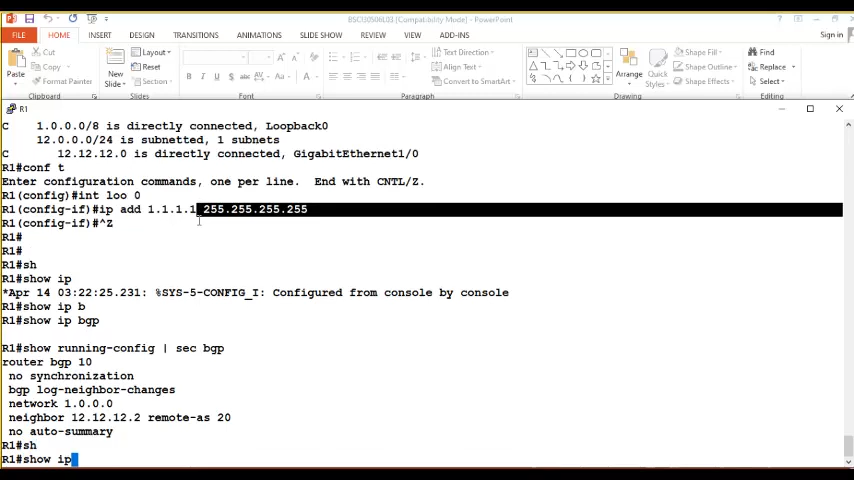 BSCI30506L03 [Compatibility Mode] - PowerPoint
FILE HOME INSERT DESIGN TRANSITIONS ANIMATIONS SLIDE SHOW REVIEW VIEW ADD-INS Sign in
Paste
Cut
Copy
Format Painter
Clipboard
New Slide
Layout
Reset
Section
Slides
B I U S abc AV Aa A
Font
Text Direction
Align Text
Convert to SmartArt
Paragraph
Arrange
Quick Styles
Shape Fill
Shape Outline
Shape Effects
Drawing
Find
Replace
Select
Editing
R1
C 1.0.0.0/8 is directly connected, Loopback0
12.0.0.0/24 is subnetted, 1 subnets
C 12.12.12.0 is directly connected, GigabitEthernet1/0
R1#conf t
Enter configuration commands, one per line. End with CNTL/Z.
R1(config)#int loo 0
R1(config-if)#ip add 1.1.1.1 255.255.255.255
R1(config-if)#^Z
R1#
R1#
R1#sh
R1#show ip
*Apr 14 03:22:25.231: %SYS-5-CONFIG_I: Configured from console by console
R1#show ip b
R1#show ip bgp
R1#show running-config | sec bgp
router bgp 10
no synchronization
bgp log-neighbor-changes
network 1.0.0.0
neighbor 12.12.12.2 remote-as 20
no auto-summary
R1#sh
R1#show ip